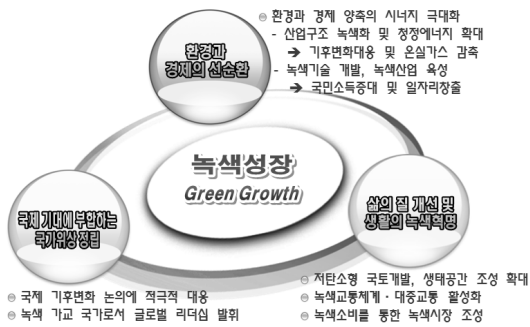 ◎ 환경과 경제 양측의 시너지 극대화
- 산업구조 녹색화 및 청정에너지 확대
➔ 기후변화대응 및 온실가스 감축
- 녹색기술 개발, 녹색산업 육성
➔ 국민소득증대 및 일자리창출
환경과
경제의 선순환
녹색성장
Green Growth
국제 기대에 부합하는
국가위상 정립
삶의 질 개선 및
생활의 녹색혁명
◎ 국제 기후변화 논의에 적극적 대응
◎ 녹색 가교 국가로서 글로벌 리더십 발휘
◎ 저탄소형 국토개발, 생태공간 조성 확대
◎ 녹색교통체계 · 대중교통 활성화
◎ 녹색소비를 통한 녹색시장 조성